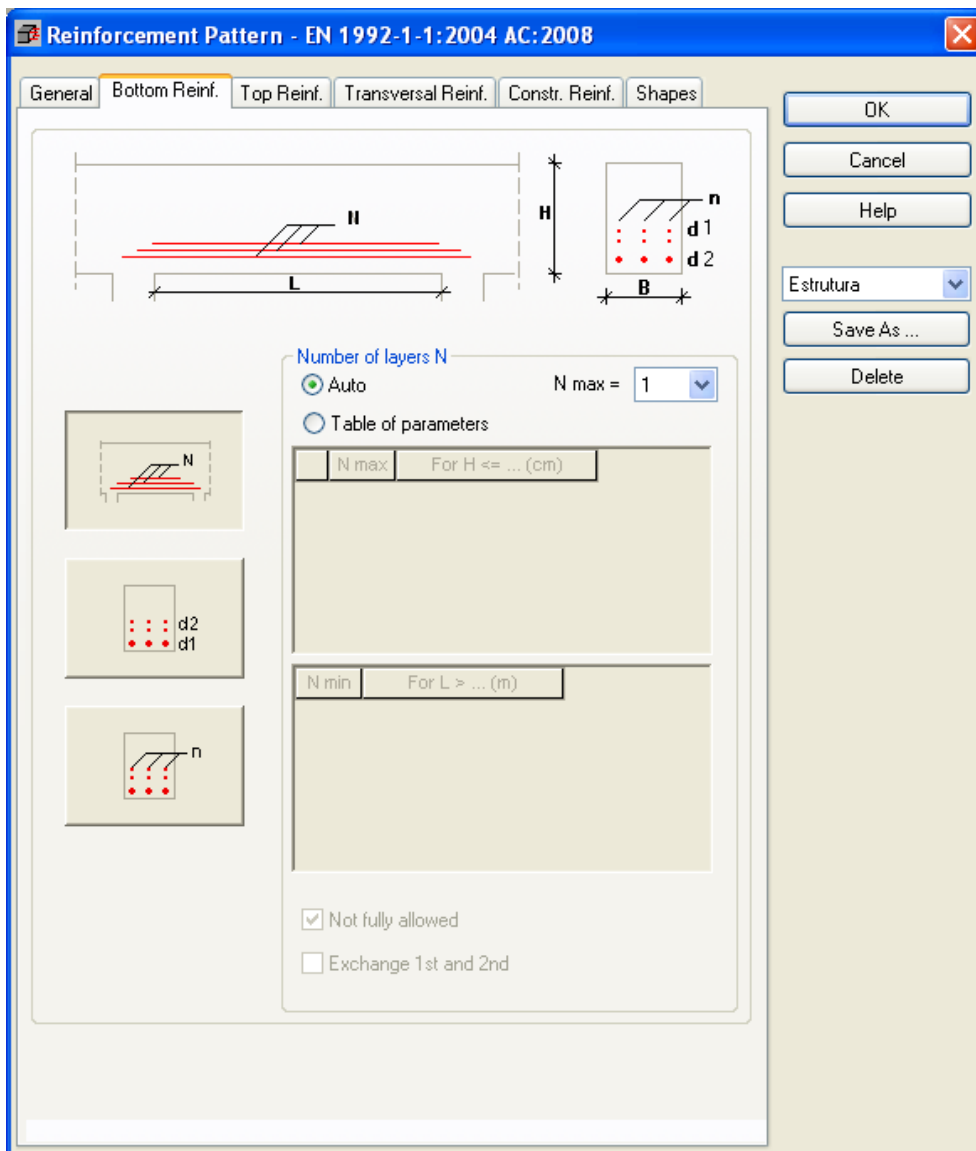 Reinforcement Pattern - EN 1992-1-1:2004 AC:2008
General Bottom Reinf. Top Reinf. Transversal Reinf. Constr. Reinf. Shapes
OK
Cancel
Help
Estrutura
Save As ...
Delete
N
L
H
n
d 1
d 2
B
Number of layers N
Auto N max = 1
Table of parameters
N max For H <= ... (cm)
N min For L > ... (m)
Not fully allowed
Exchange 1st and 2nd
N
d2
d1
n